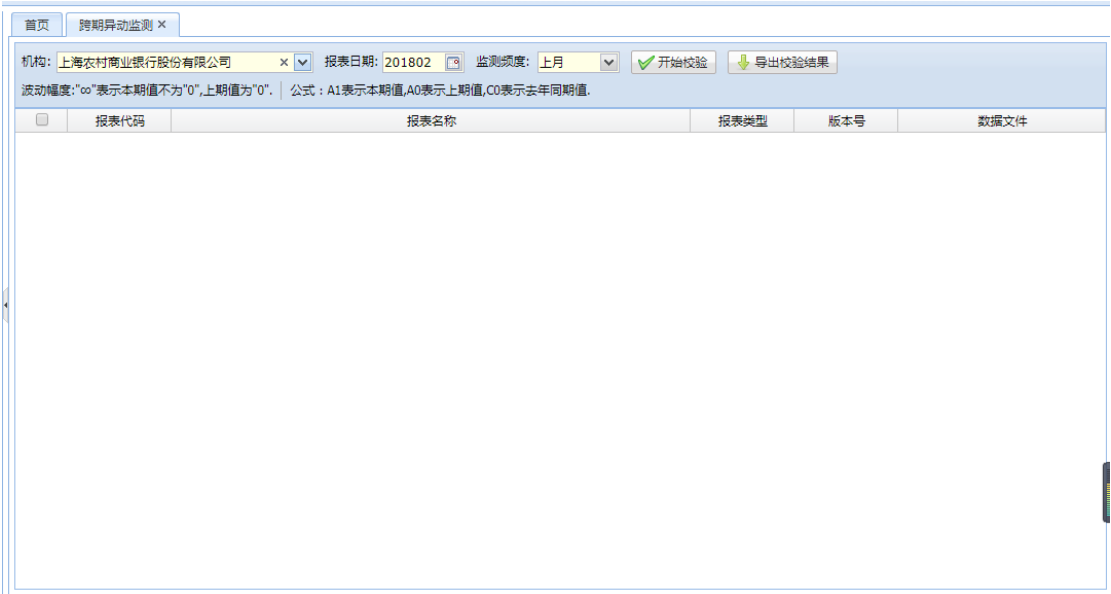 首页 跨期异动监测 ×
机构: 上海农村商业银行股份有限公司 × 报表日期: 201802 监测频度: 上月 开始校验 导出校验结果
波动幅度:"∞"表示本期值不为"0",上期值为"0". 公式：A1表示本期值,A0表示上期值,C0表示去年同期值.
报表代码 报表名称 报表类型 版本号 数据文件